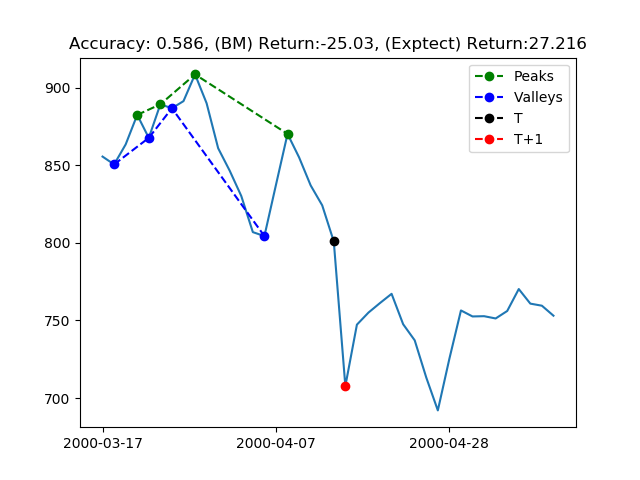 Accuracy: 0.586, (BM) Return:-25.03, (Exptect) Return:27.216
Peaks
Valleys
T
T+1
900
850
800
750
700
2000-03-17 2000-04-07 2000-04-28